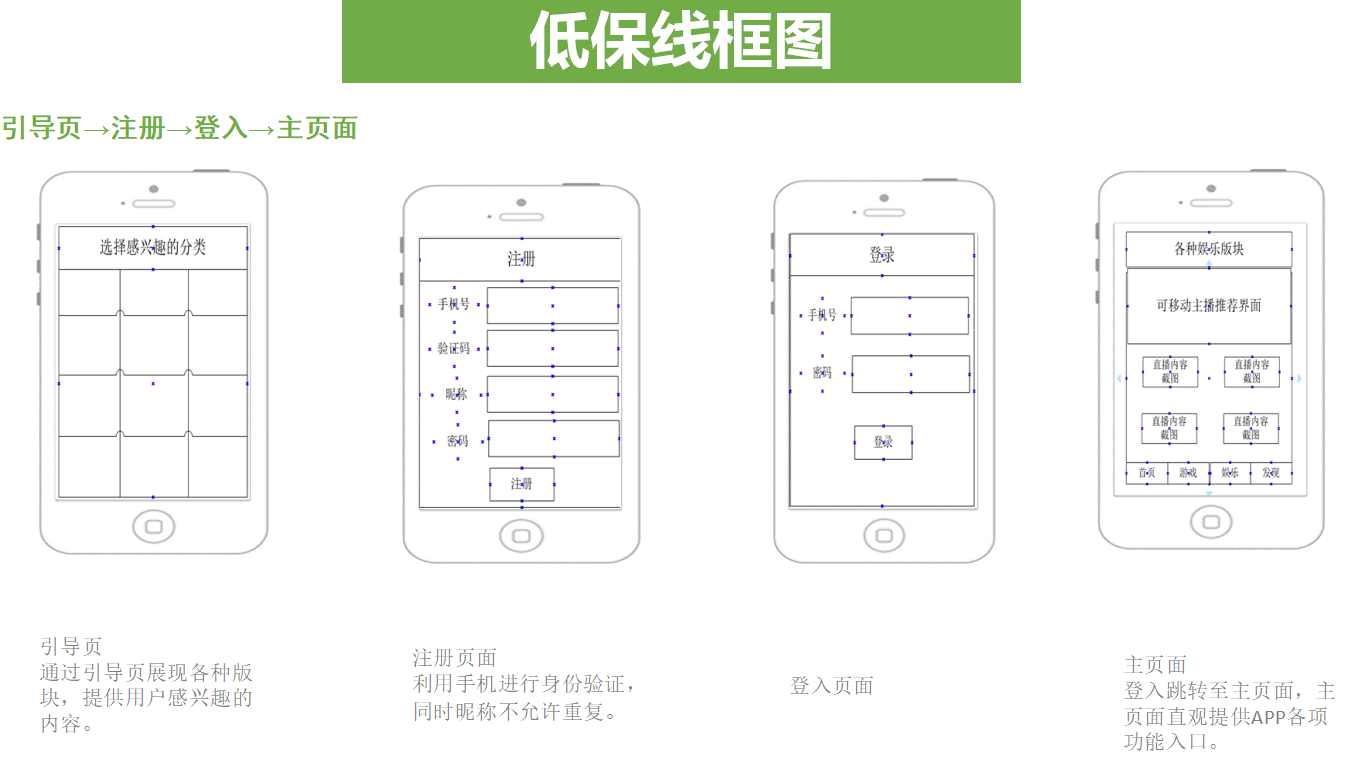 低保线框图
引导页→注册→登入→主页面
选择感兴趣的分类
注册
手机号
验证码
昵称
密码
注册
登录
手机号
密码
登录
各种娱乐版块
可移动主播推荐界面
直播内容
截图
直播内容
截图
直播内容
截图
直播内容
截图
首页 游戏 娱乐 发现
引导页
通过引导页展现各种版
块，提供用户感兴趣的
内容。
注册页面
利用手机进行身份验证，
同时昵称不允许重复。
登入页面
主页面
登入跳转至主页面，主
页面直观提供APP各项
功能入口。